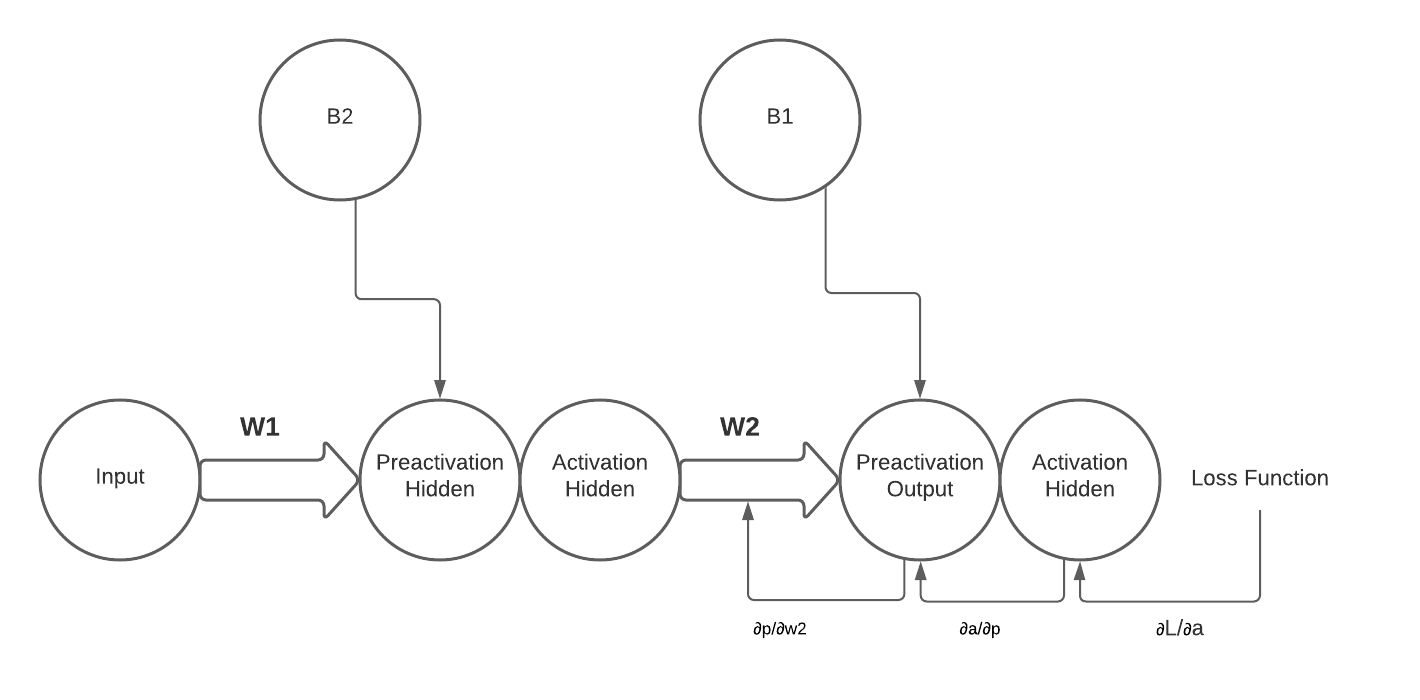 B2
B1
W1
W2
Input
Preactivation
Hidden
Activation
Hidden
Preactivation
Output
Activation
Hidden
Loss Function
∂p/∂w2
∂a/∂p
∂L/∂a